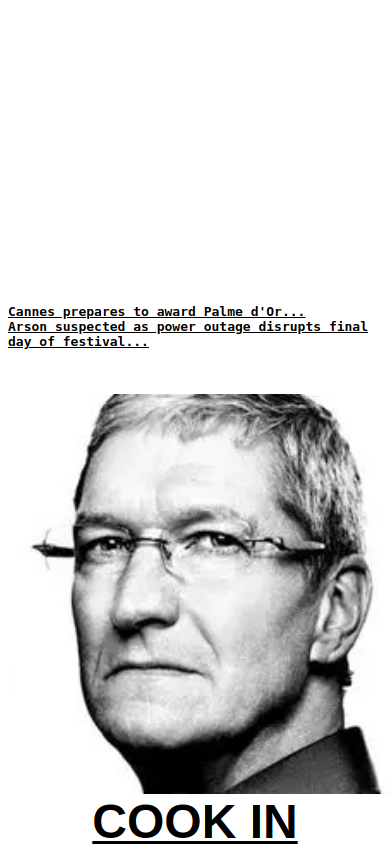 Cannes prepares to award Palme d'Or...
Arson suspected as power outage disrupts final
day of festival...
COOK IN